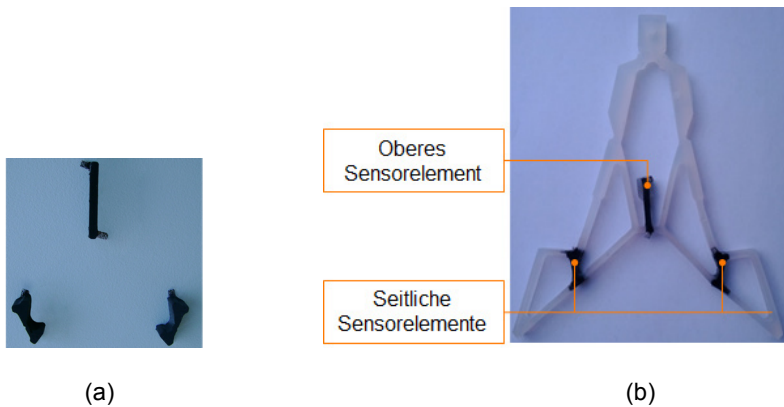 Oberes
Sensorelement
Seitliche
Sensorelemente
(a)
(b)